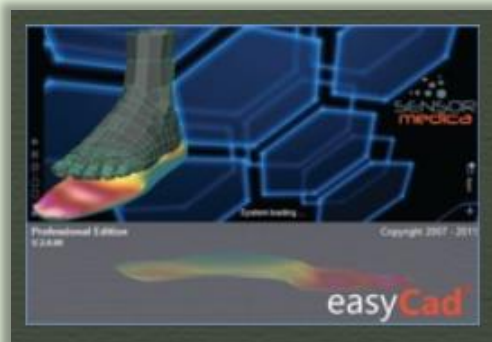 SENSOR
medica
System loading ...
Professional Edition
Copyright 2007 - 2011
easyCad